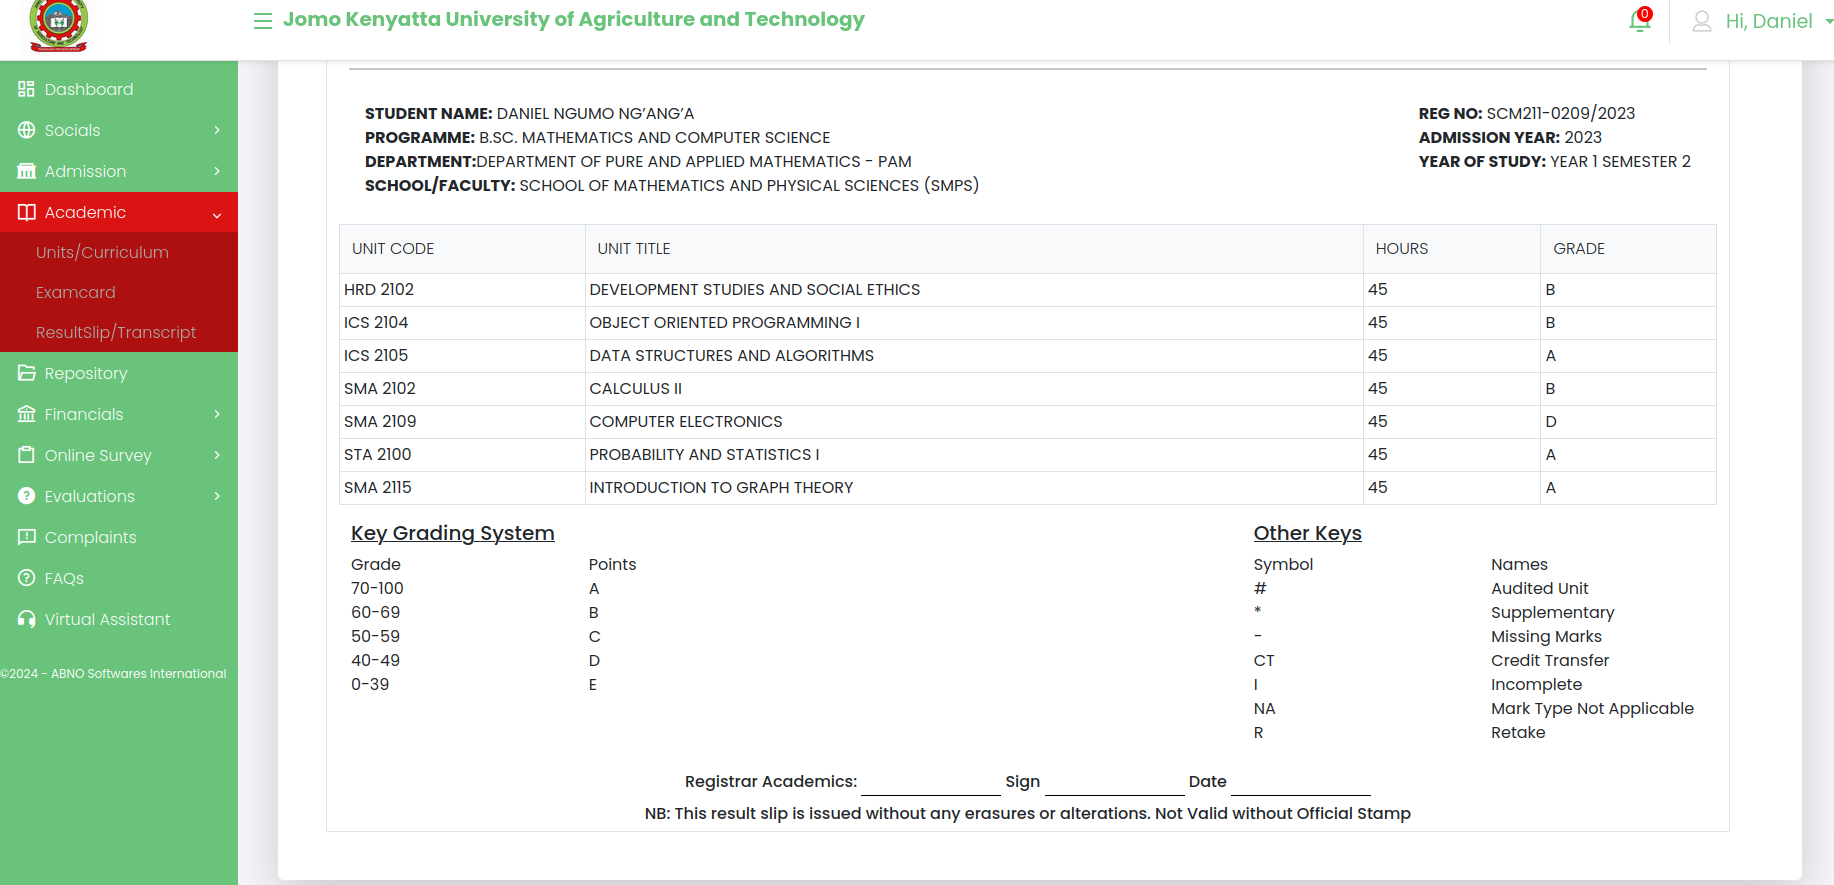 Jomo Kenyatta University of Agriculture and Technology
0
Hi, Daniel
Dashboard
Socials
Admission
Academic
Units/Curriculum
Examcard
ResultSlip/Transcript
Repository
Financials
Online Survey
Evaluations
Complaints
FAQs
Virtual Assistant
©2024 - ABNO Softwares International
STUDENT NAME: DANIEL NGUMO NG’ANG’A
PROGRAMME: B.SC. MATHEMATICS AND COMPUTER SCIENCE
DEPARTMENT:DEPARTMENT OF PURE AND APPLIED MATHEMATICS - PAM
SCHOOL/FACULTY: SCHOOL OF MATHEMATICS AND PHYSICAL SCIENCES (SMPS)
REG NO: SCM211-0209/2023
ADMISSION YEAR: 2023
YEAR OF STUDY: YEAR 1 SEMESTER 2
UNIT CODE UNIT TITLE HOURS GRADE
HRD 2102 DEVELOPMENT STUDIES AND SOCIAL ETHICS 45 B
ICS 2104 OBJECT ORIENTED PROGRAMMING I 45 B
ICS 2105 DATA STRUCTURES AND ALGORITHMS 45 A
SMA 2102 CALCULUS II 45 B
SMA 2109 COMPUTER ELECTRONICS 45 D
STA 2100 PROBABILITY AND STATISTICS I 45 A
SMA 2115 INTRODUCTION TO GRAPH THEORY 45 A
Key Grading System
Grade Points
70-100 A
60-69 B
50-59 C
40-49 D
0-39 E
Other Keys
Symbol Names
# Audited Unit
* Supplementary
- Missing Marks
CT Credit Transfer
I Incomplete
NA Mark Type Not Applicable
R Retake
Registrar Academics: Sign Date
NB: This result slip is issued without any erasures or alterations. Not Valid without Official Stamp